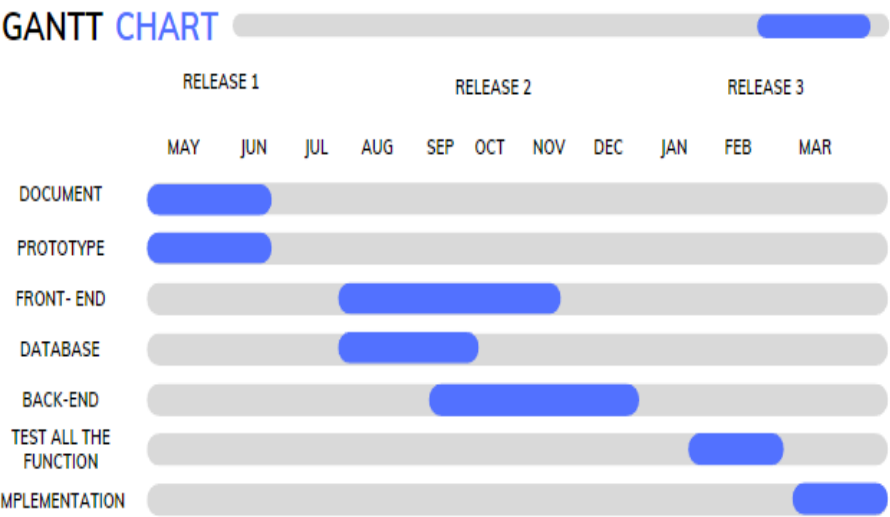 GANTT CHART
RELEASE 1
RELEASE 2
RELEASE 3
MAY JUN JUL AUG SEP OCT NOV DEC JAN FEB MAR
DOCUMENT
PROTOTYPE
FRONT- END
DATABASE
BACK-END
TEST ALL THE
FUNCTION
MPLEMENTATION